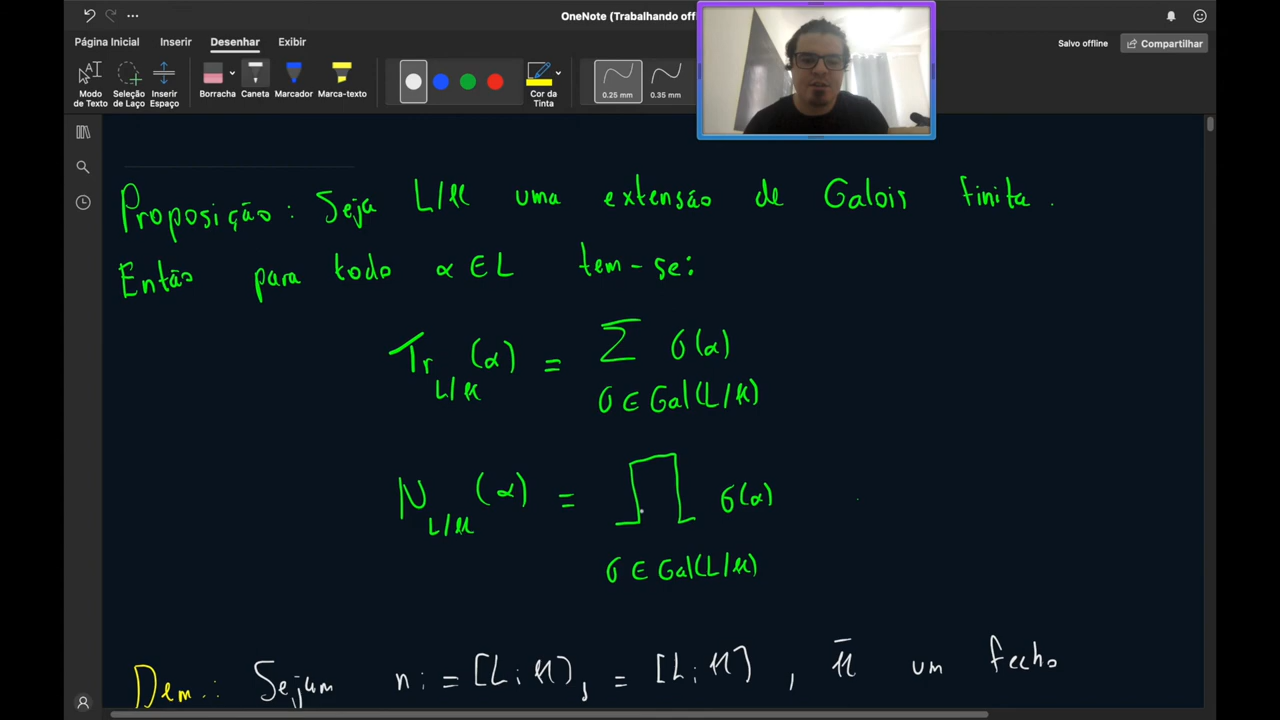 OneNote (Trabalhando off
Página Inicial Inserir Desenhar Exibir
Salvo offline Compartilhar
Modo de Texto
Seleção de Laço
Inserir Espaço
Borracha
Caneta
Marcador
Marca-texto
Cor da Tinta
0.25 mm
0.35 mm
Proposição: Seja L/K uma extensão de Galois finita.
Então para todo α ∈ L tem-se:
Tr_{L/K} (α) = Σ_{σ ∈ Gal(L/K)} σ(α)
N_{L/K} (α) = ∏_{σ ∈ Gal(L/K)} σ(α)
Dem.: Sejam n := [L:K], = [L:K], K̄ um fecho